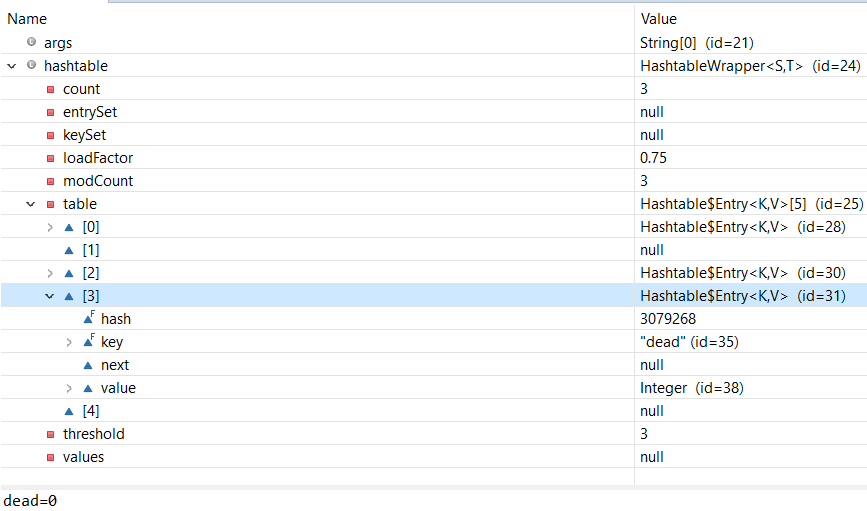 Name Value
args String[0] (id=21)
hashtable HashtableWrapper<S,T> (id=24)
count 3
entrySet null
keySet null
loadFactor 0.75
modCount 3
table Hashtable$Entry<K,V>[5] (id=25)
[0] Hashtable$Entry<K,V> (id=28)
[1] null
[2] Hashtable$Entry<K,V> (id=30)
[3] Hashtable$Entry<K,V> (id=31)
F hash 3079268
F key "dead" (id=35)
next null
value Integer (id=38)
[4] null
threshold 3
values null
dead=0